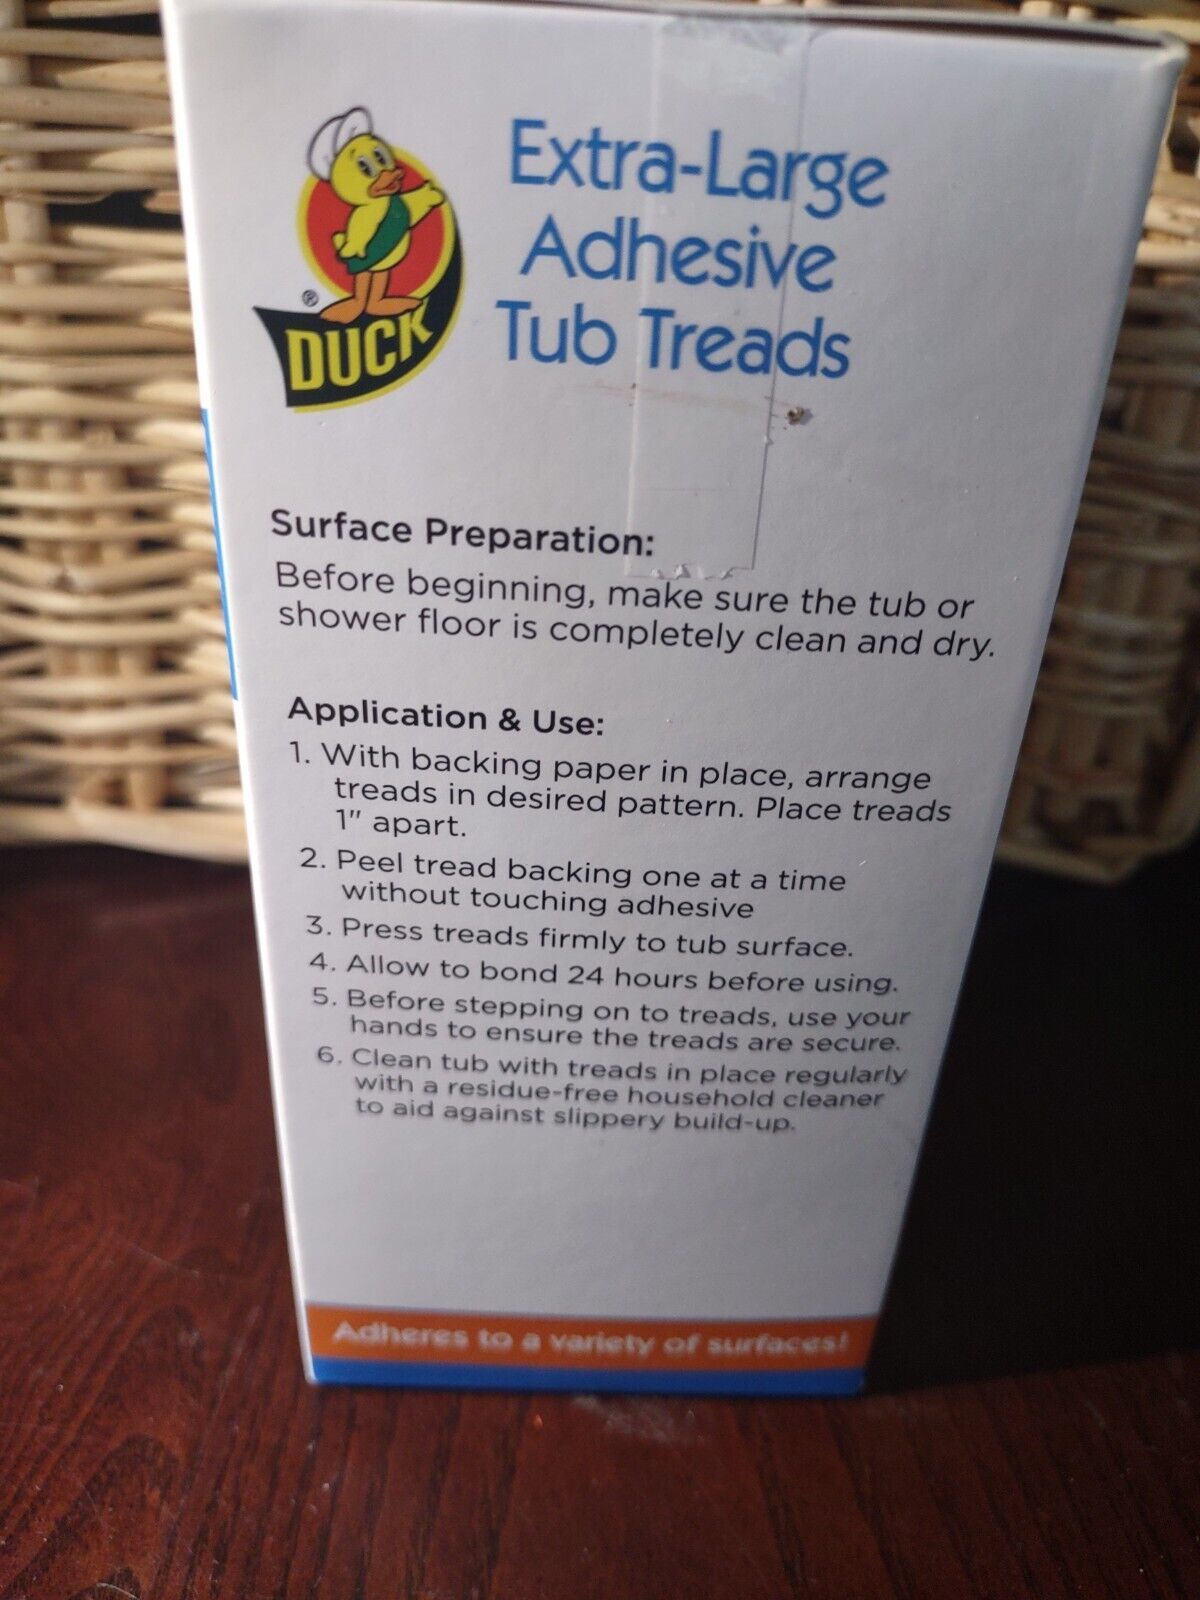 Extra-Large
Adhesive
Tub Treads
®
DUCK
Surface Preparation:
Before beginning, make sure the tub or
shower floor is completely clean and dry.
Application & Use:
1. With backing paper in place, arrange
treads in desired pattern. Place treads
1" apart.
2. Peel tread backing one at a time
without touching adhesive
3. Press treads firmly to tub surface.
4. Allow to bond 24 hours before using.
5. Before stepping on to treads, use your
hands to ensure the treads are secure.
6. Clean tub with treads in place regularly
with a residue-free household cleaner
to aid against slippery build-up.
Adheres to a variety of surfaces!